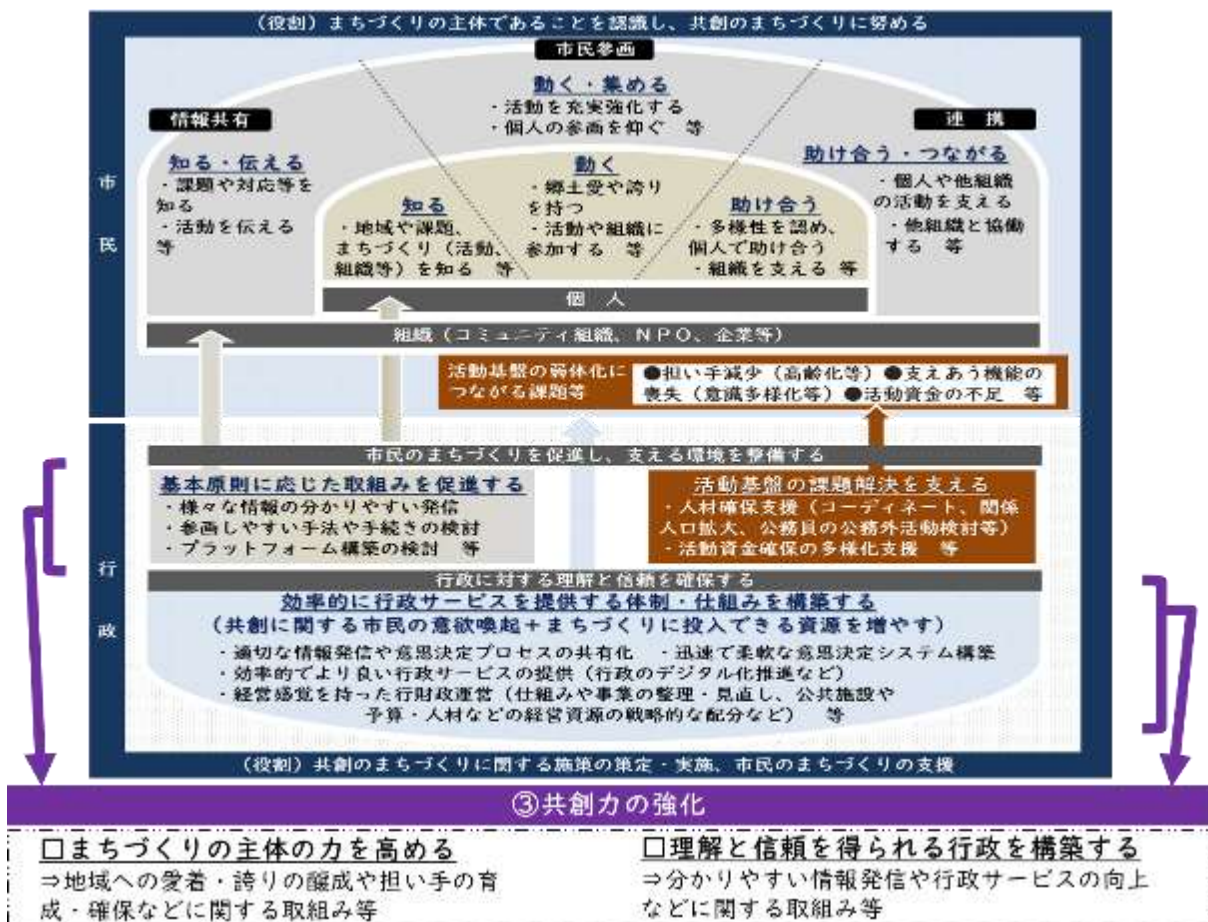 （役割）まちづくりの主体であることを認識し、共創のまちづくりに努める
市民参画
動く・集める
・活動を充実強化する
・個人の参画を仰ぐ　等
情報共有
知る・伝える
・課題や対応等を
知る
・活動を伝える
等
連　携
助け合う・つながる
・個人や他組織
の活動を支える
・他組織と協働
する　等
知る
・地域や課題、
まちづくり（活動、
組織等）を知る　等
動く
・郷土愛や誇り
を持つ
・活動や組織に
参加する　等
助け合う
・多様性を認め、
個人で助け合う
・組織を支える 等
個　人
組織（コミュニティ組織、ＮＰＯ、企業等）
市
民
活動基盤の弱体化に
つながる課題等
●担い手減少（高齢化等）●支えあう機能の
喪失（意識多様化等）●活動資金の不足　等
市民のまちづくりを促進し、支える環境を整備する
基本原則に応じた取組みを促進する
・様々な情報の分かりやすい発信
・参画しやすい手法や手続きの検討
・プラットフォーム構築の検討　等
活動基盤の課題解決を支える
・人材確保支援（コーディネート、関係
人口拡大、公務員の公務外活動検討等）
・活動資金確保の多様化支援　等
行
政
行政に対する理解と信頼を確保する
効率的に行政サービスを提供する体制・仕組みを構築する
（共創に関する市民の意欲喚起＋まちづくりに投入できる資源を増やす）
・適切な情報発信や意思決定プロセスの共有化　・迅速で柔軟な意思決定システム構築
・効率的でより良い行政サービスの提供（行政のデジタル化推進など）
・経営感覚を持った行財政運営（仕組みや事業の整理・見直し、公共施設や
予算・人材などの経営資源の戦略的な配分など）　等
（役割）共創のまちづくりに関する施策の策定・実施、市民のまちづくりの支援
③共創力の強化
□まちづくりの主体の力を高める
⇒地域への愛着・誇りの醸成や担い手の育
成・確保などに関する取組み等
□理解と信頼を得られる行政を構築する
⇒分かりやすい情報発信や行政サービスの向上
などに関する取組み等